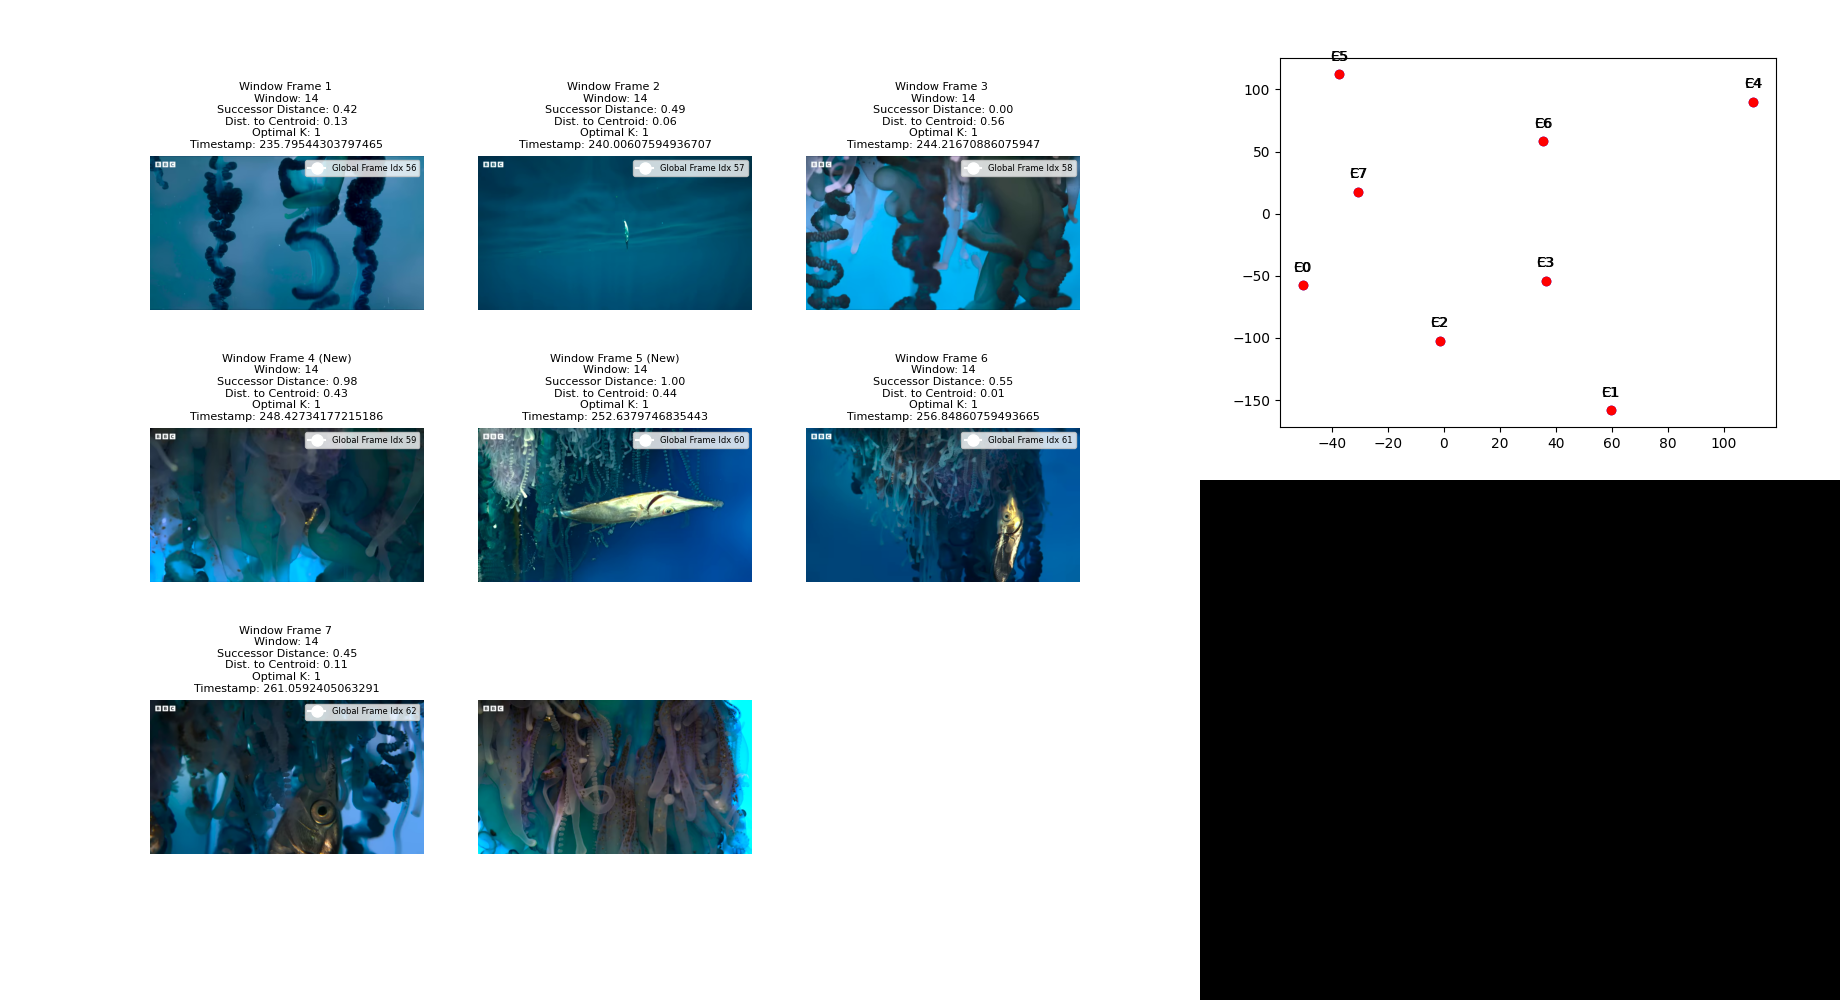 Window Frame 1
Window: 14
Successor Distance: 0.42
Dist. to Centroid: 0.13
Optimal K: 1
Timestamp: 235.79544303797465
BBC
Global Frame Idx 56
Window Frame 2
Window: 14
Successor Distance: 0.49
Dist. to Centroid: 0.06
Optimal K: 1
Timestamp: 240.00607594936707
BBC
Global Frame Idx 57
Window Frame 3
Window: 14
Successor Distance: 0.00
Dist. to Centroid: 0.56
Optimal K: 1
Timestamp: 244.21670886075947
BBC
Global Frame Idx 58
Window Frame 4 (New)
Window: 14
Successor Distance: 0.98
Dist. to Centroid: 0.43
Optimal K: 1
Timestamp: 248.42734177215186
BBC
Global Frame Idx 59
Window Frame 5 (New)
Window: 14
Successor Distance: 1.00
Dist. to Centroid: 0.44
Optimal K: 1
Timestamp: 252.6379746835443
BBC
Global Frame Idx 60
Window Frame 6
Window: 14
Successor Distance: 0.55
Dist. to Centroid: 0.01
Optimal K: 1
Timestamp: 256.84860759493665
BBC
Global Frame Idx 61
Window Frame 7
Window: 14
Successor Distance: 0.45
Dist. to Centroid: 0.11
Optimal K: 1
Timestamp: 261.0592405063291
BBC
Global Frame Idx 62
BBC
100
50
0
−50
−100
−150
−40
−20
0
20
40
60
80
100